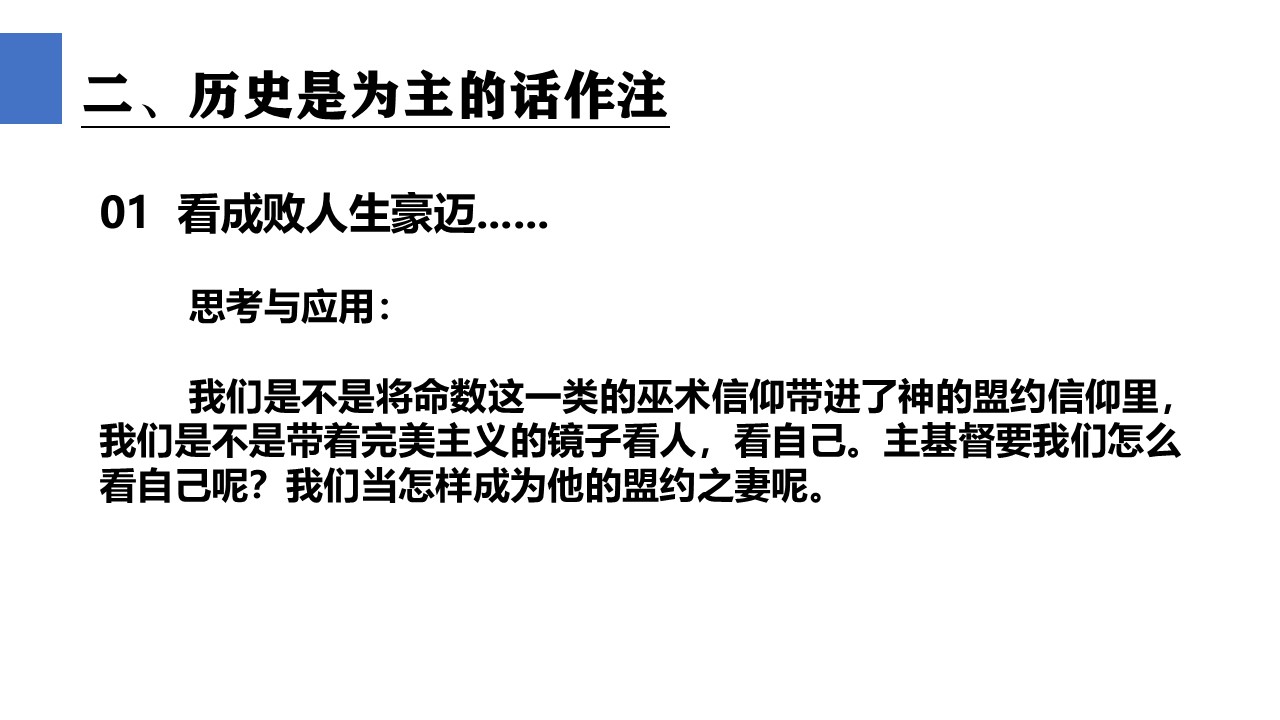 二、历史是为主的话作注
01 看成败人生豪迈……
思考与应用：
我们是不是将命数这一类的巫术信仰带进了神的盟约信仰里，
我们是不是带着完美主义的镜子看人，看自己。主基督要我们怎么
看自己呢？我们当怎样成为他的盟约之妻呢。